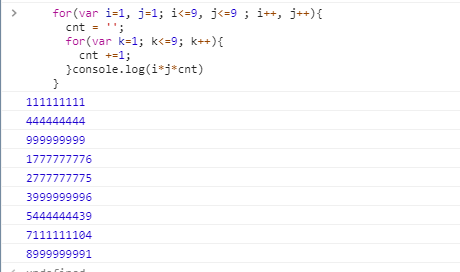 for(var i=1, j=1; i<=9, j<=9 ; i++, j++){
cnt = '';
for(var k=1; k<=9; k++){
cnt +=1;
}console.log(i*j*cnt)
}
111111111
444444444
999999999
1777777776
2777777775
3999999996
5444444439
7111111104
8999999991
undefined